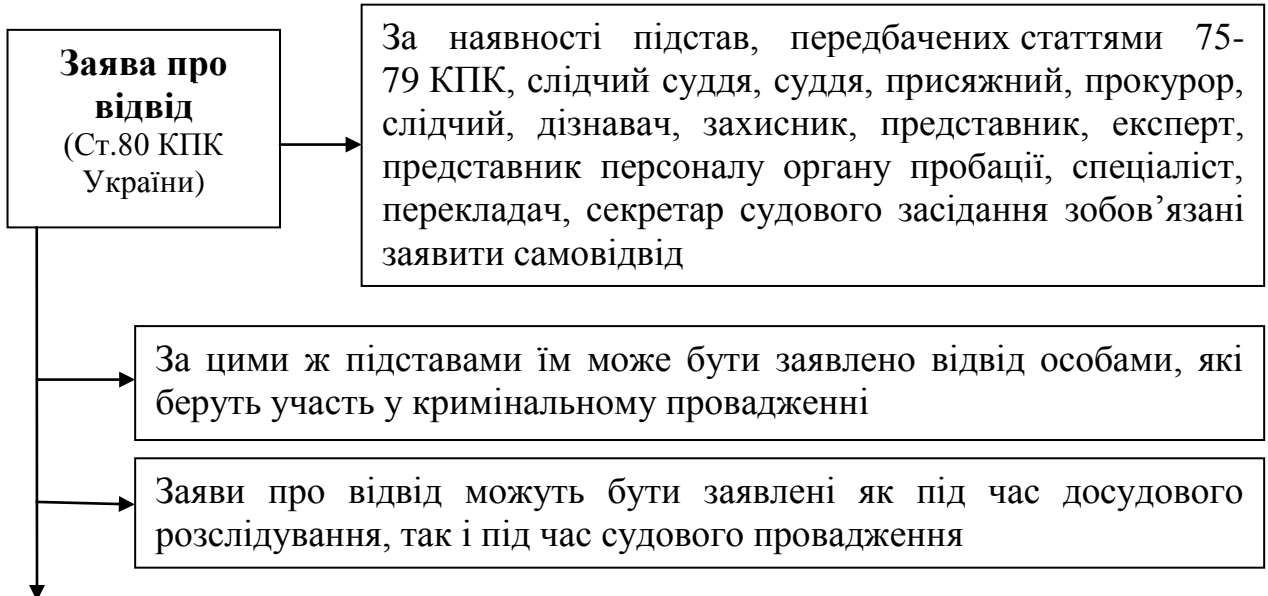 Заява про
відвід
(Ст.80 КПК
України)
За наявності підстав, передбачених статтями 75-
79 КПК, слідчий суддя, суддя, присяжний, прокурор,
слідчий, дізнавач, захисник, представник, експерт,
представник персоналу органу пробації, спеціаліст,
перекладач, секретар судового засідання зобов’язані
заявити самовідвід
За цими ж підставами їм може бути заявлено відвід особами, які
беруть участь у кримінальному провадженні
Заяви про відвід можуть бути заявлені як під час досудового
розслідування, так і під час судового провадження